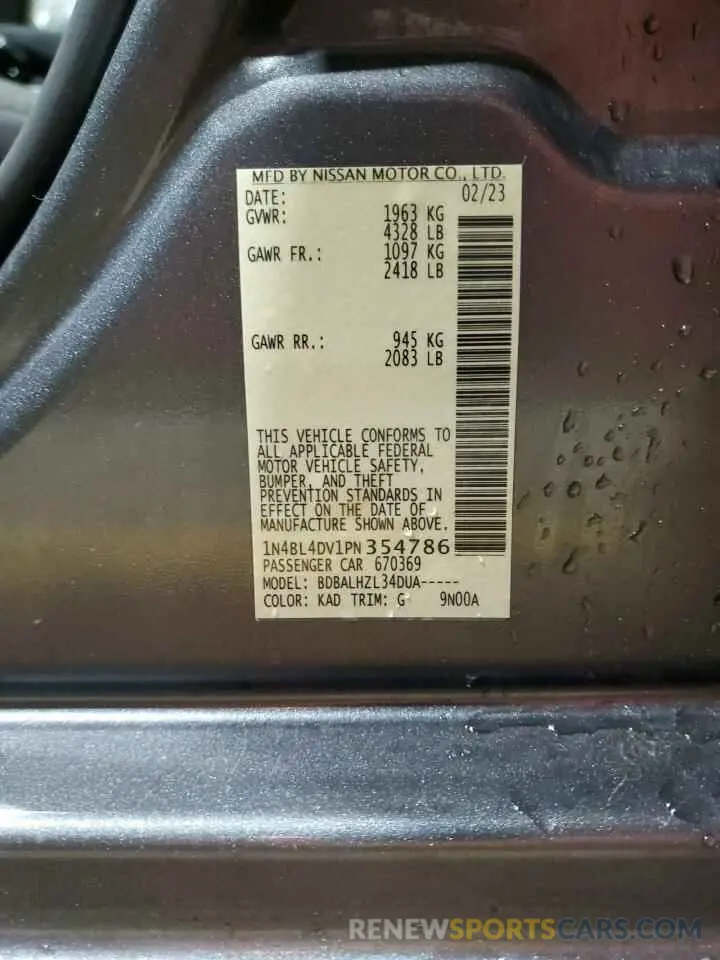 MFD BY NISSAN MOTOR CO., LTD.
DATE: 02/23
GVWR: 1963 KG
4328 LB
GAWR FR.: 1097 KG
2418 LB
GAWR RR.: 945 KG
2083 LB
THIS VEHICLE CONFORMS TO
ALL APPLICABLE FEDERAL
MOTOR VEHICLE SAFETY,
BUMPER, AND THEFT
PREVENTION STANDARDS IN
EFFECT ON THE DATE OF
MANUFACTURE SHOWN ABOVE.
1N4BL4DV1PN354786
PASSENGER CAR 670369
MODEL: BDBALHZL34DUA-----
COLOR: KAD TRIM: G 9N00A
RENEWSPORTSCARS.COM